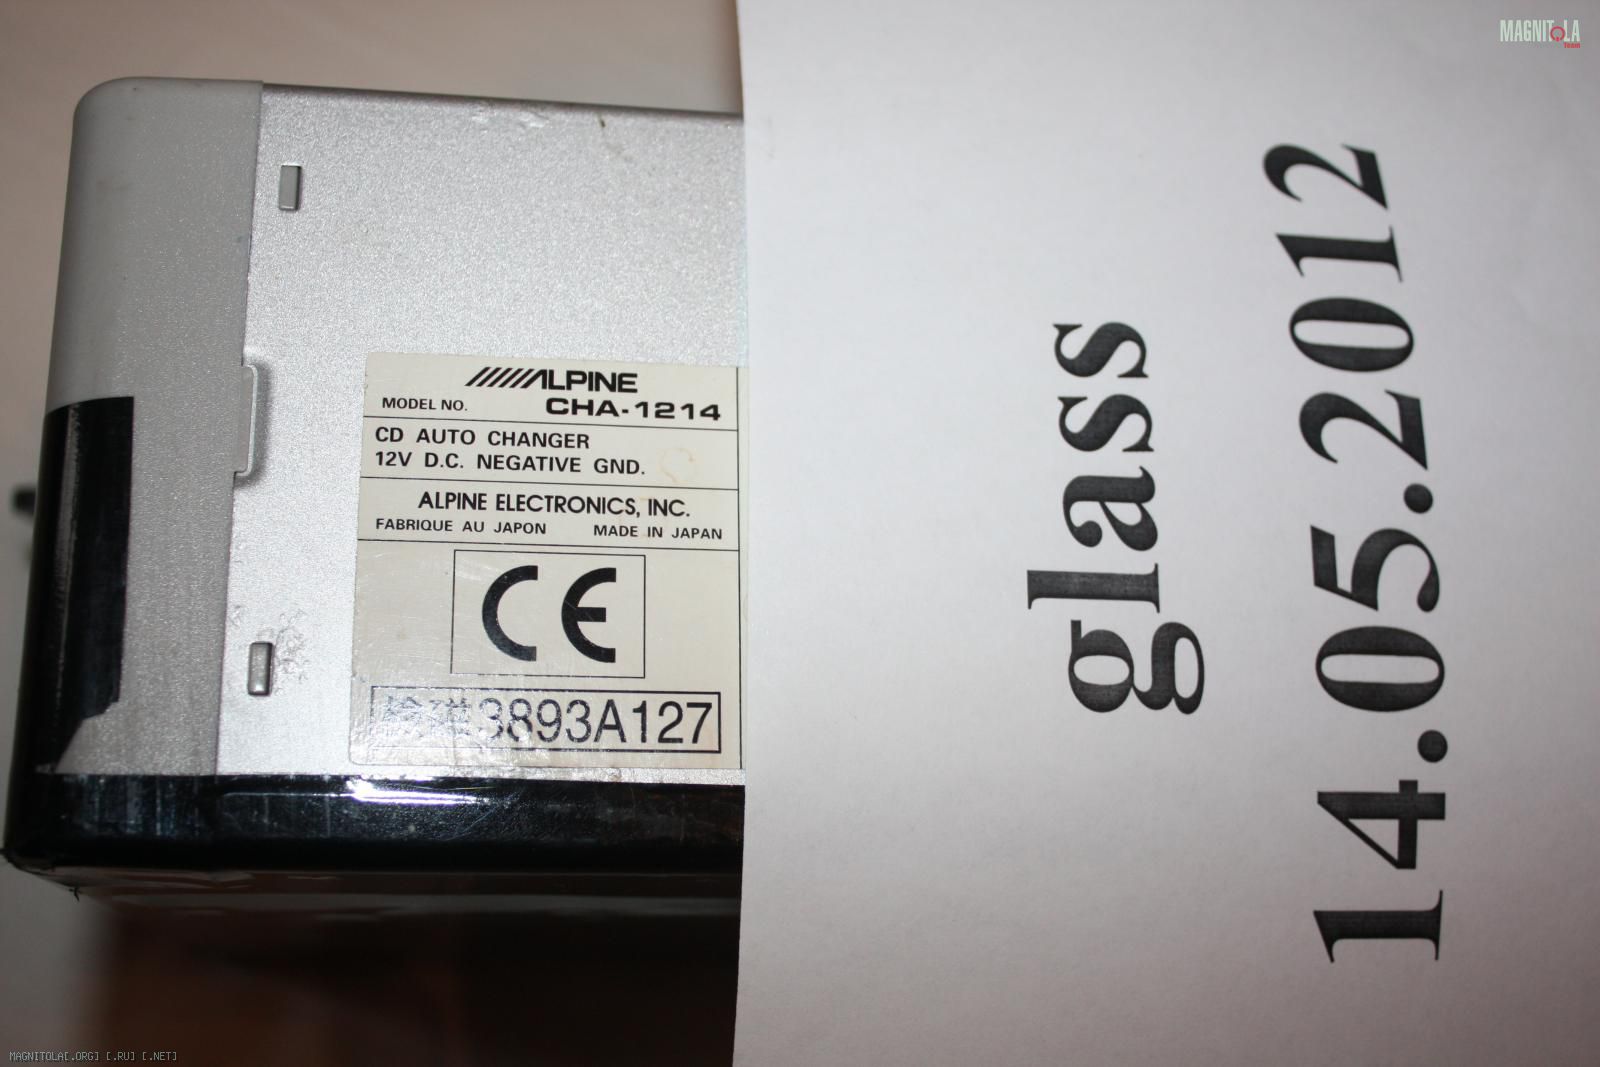 MAGNITOLA
Team
ALPINE
MODEL NO. CHA-1214
CD AUTO CHANGER
12V D.C. NEGATIVE GND.
ALPINE ELECTRONICS, INC.
FABRIQUE AU JAPON MADE IN JAPAN
CE
3893A127
glass
14.05.2012
MAGNITOLA[.ORG] [.RU] [.NET]